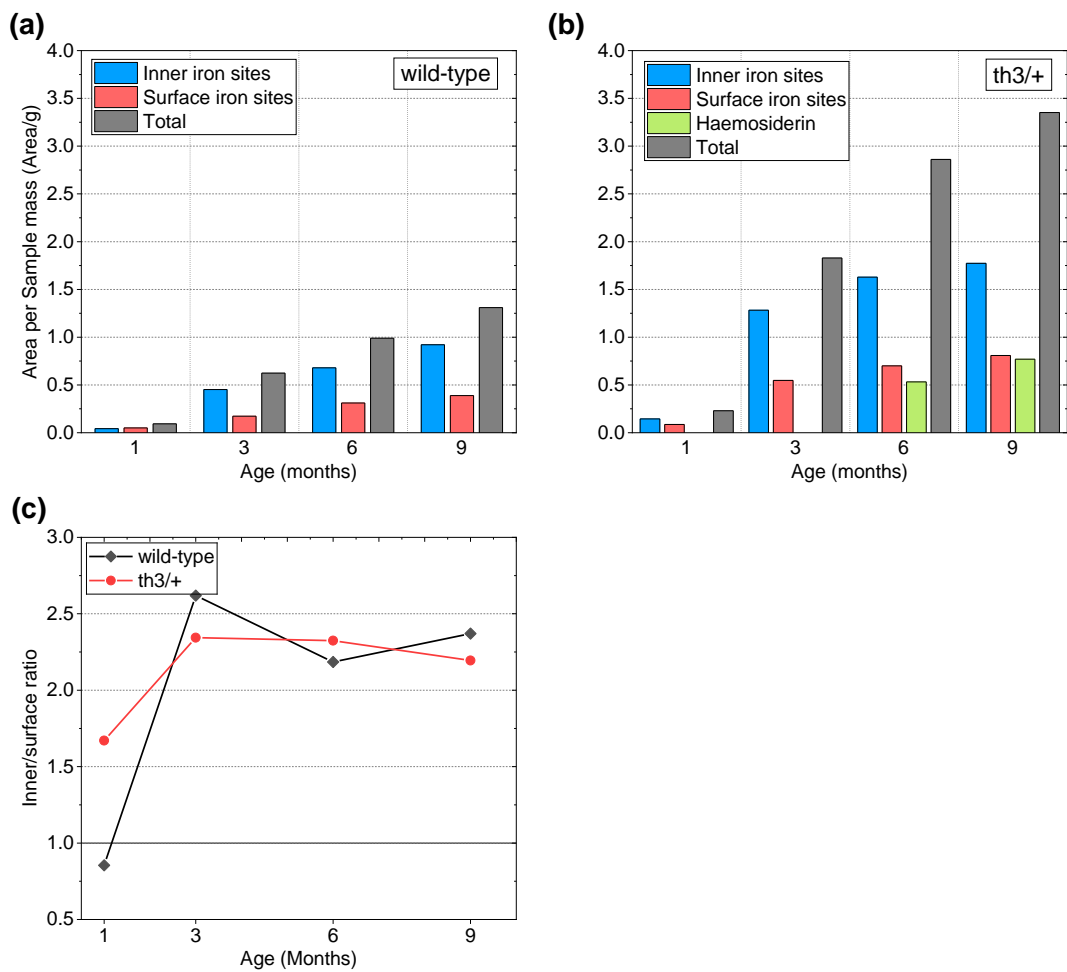 (a)
4.0
3.5
3.0
2.5
2.0
1.5
1.0
0.5
0.0
Area per Sample mass (Area/g)
Inner iron sites
Surface iron sites
Total
wild-type
1 3 6 9
Age (months)
(b)
4.0
3.5
3.0
2.5
2.0
1.5
1.0
0.5
0.0
Inner iron sites
Surface iron sites
Haemosiderin
Total
th3/+
1 3 6 9
Age (months)
(c)
3.0
2.5
2.0
1.5
1.0
0.5
Inner/surface ratio
wild-type
th3/+
1 3 6 9
Age (Months)